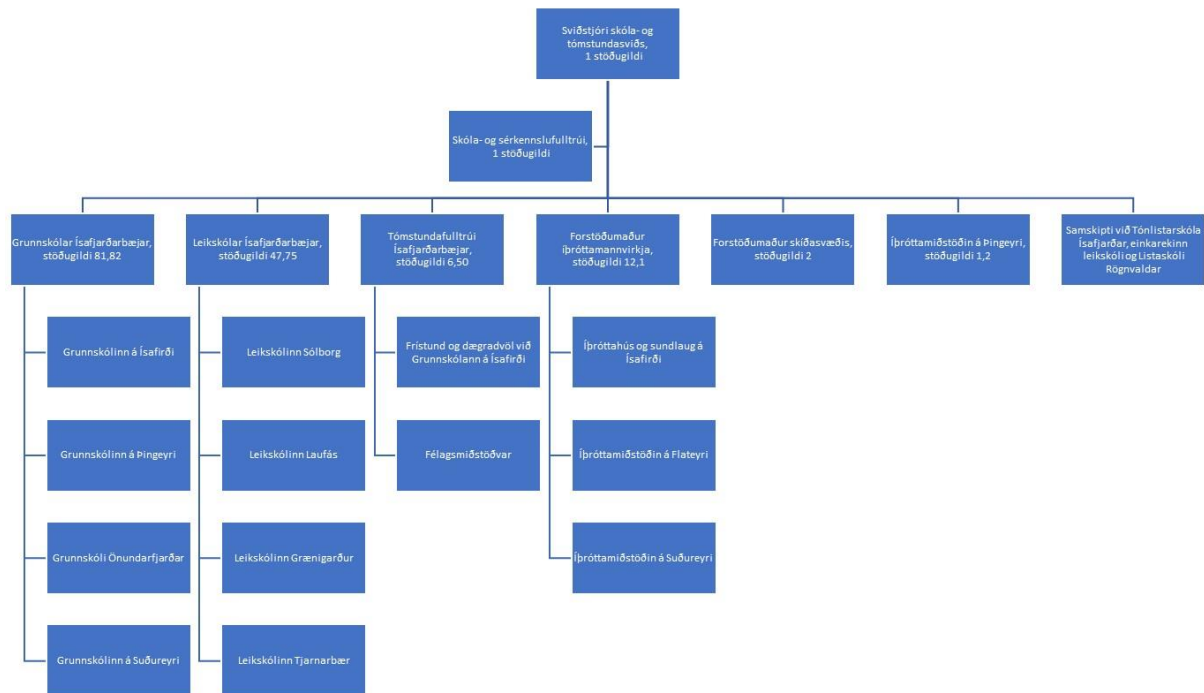 Sviðstjóri skóla- og
tómstundasviðs,
1 stöðugildi
Skóla- og sérkennslufulltrúi,
1 stöðugildi
Grunnskólar Ísafjarðarbæjar,
stöðugildi 81,82
Leikskólar Ísafjarðarbæjar,
stöðugildi 47,75
Tómstundafulltrúi
Ísafjarðarbæjar,
stöðugildi 6,50
Forstöðumaður
íþróttamannvirkja,
stöðugildi 12,1
Forstöðumaður skíðasvæðis,
stöðugildi 2
Íþróttamiðstöðin á Þingeyri,
stöðugildi 1,2
Samskipti við Tónlistarskóla
Ísafjarðar, einkarekinn
leikskóli og Listaskóli
Rögnvaldar
Grunnskólinn á Ísafirði
Grunnskólinn á Þingeyri
Grunnskóli Önundarfjarðar
Grunnskólinn á Suðureyri
Leikskólinn Sólborg
Leikskólinn Laufás
Leikskólinn Grænigarður
Leikskólinn Tjarnarbær
Frístund og dægradvöl við
Grunnskólann á Ísafirði
Félagsmiðstöðvar
Íþróttahús og sundlaug á
Ísafirði
Íþróttamiðstöðin á Flateyri
Íþróttamiðstöðin á Suðureyri